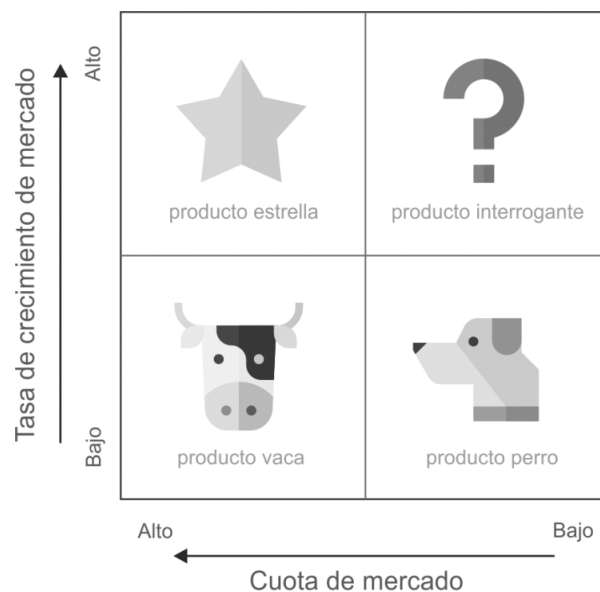 Tasa de crecimiento de mercado
Alto
producto estrella
producto interrogante
Bajo
producto vaca
producto perro
Alto
Bajo
Cuota de mercado